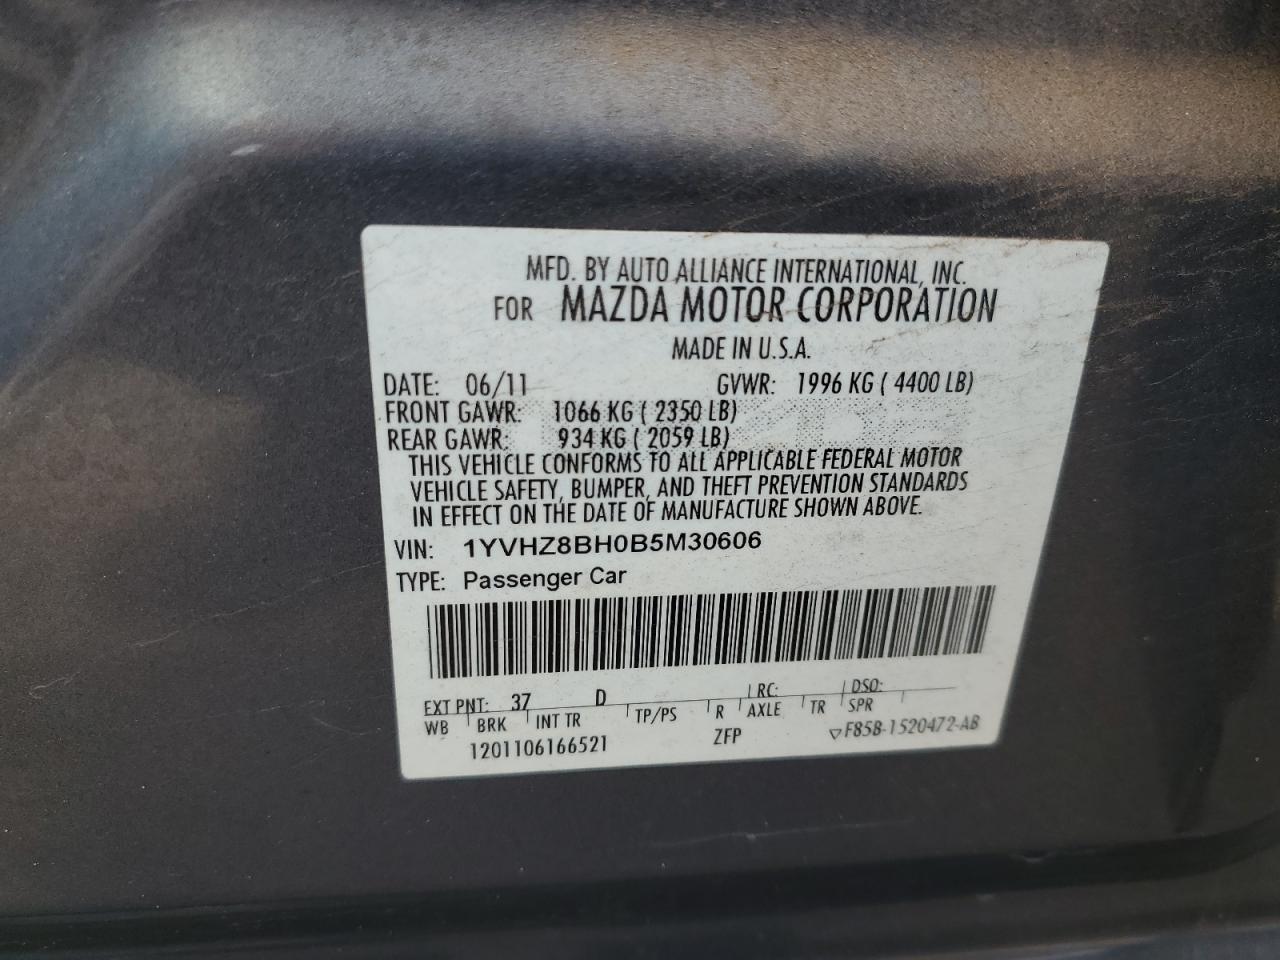 MFD. BY AUTO ALLIANCE INTERNATIONAL, INC.
FOR MAZDA MOTOR CORPORATION
MADE IN U.S.A.
DATE: 06/11 GVWR: 1996 KG ( 4400 LB)
FRONT GAWR: 1066 KG ( 2350 LB)
REAR GAWR: 934 KG ( 2059 LB)
THIS VEHICLE CONFORMS TO ALL APPLICABLE FEDERAL MOTOR
VEHICLE SAFETY, BUMPER, AND THEFT PREVENTION STANDARDS
IN EFFECT ON THE DATE OF MANUFACTURE SHOWN ABOVE.
VIN: 1YVHZ8BH0B5M30606
TYPE: Passenger Car
EXT PNT: 37 D RC: DSO:
WB BRK INT TR TP/PS R AXLE TR SPR
1201106166521 ZFP ▽F85B-1520472-AB